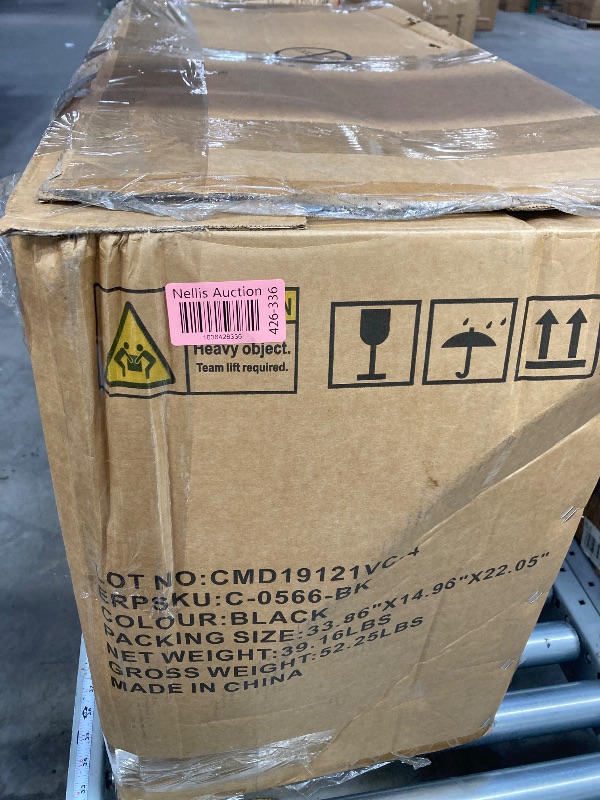 Nellis Auction
426-336
1038426336
N
Heavy object.
Team lift required.
LOT NO:CMD19121VC-4
ERPSKU:C-0566-BK
COLOUR:BLACK
PACKING SIZE:33.86"X14.96"X22.05"
NET WEIGHT:39.16LBS
GROSS WEIGHT:52.25LBS
MADE IN CHINA